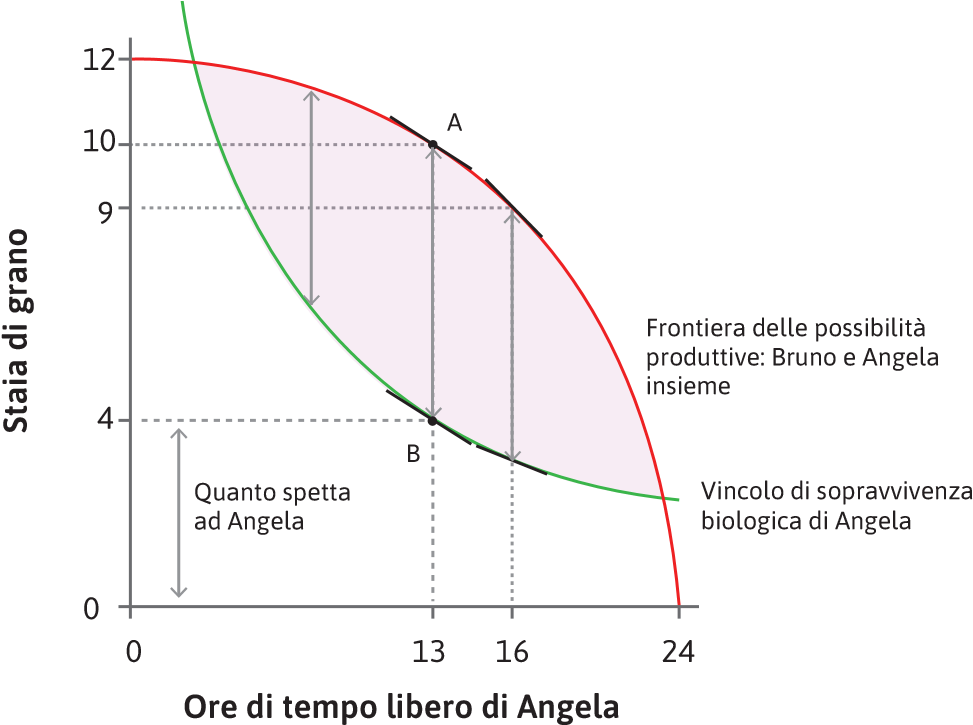 Staia di grano
12
10
9
4
0
A
B
Frontiera delle possibilità
produttive: Bruno e Angela
insieme
Quanto spetta
ad Angela
Vincolo di sopravvivenza
biologica di Angela
0
13
16
24
Ore di tempo libero di Angela